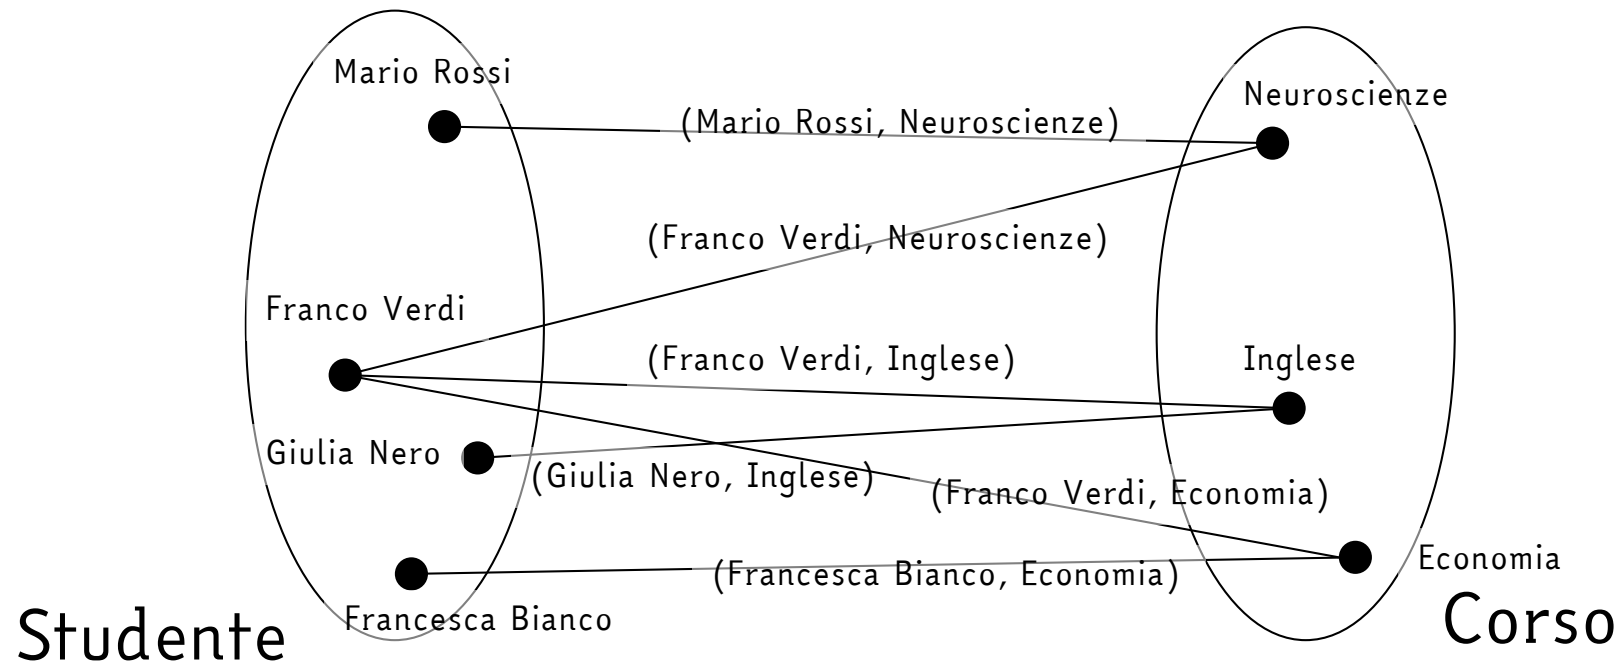 Mario Rossi
Neuroscienze
(Mario Rossi, Neuroscienze)
(Franco Verdi, Neuroscienze)
Franco Verdi
(Franco Verdi, Inglese)
Inglese
Giulia Nero
(Giulia Nero, Inglese)
(Franco Verdi, Economia)
Economia
(Francesca Bianco, Economia)
Francesca Bianco
Studente
Corso